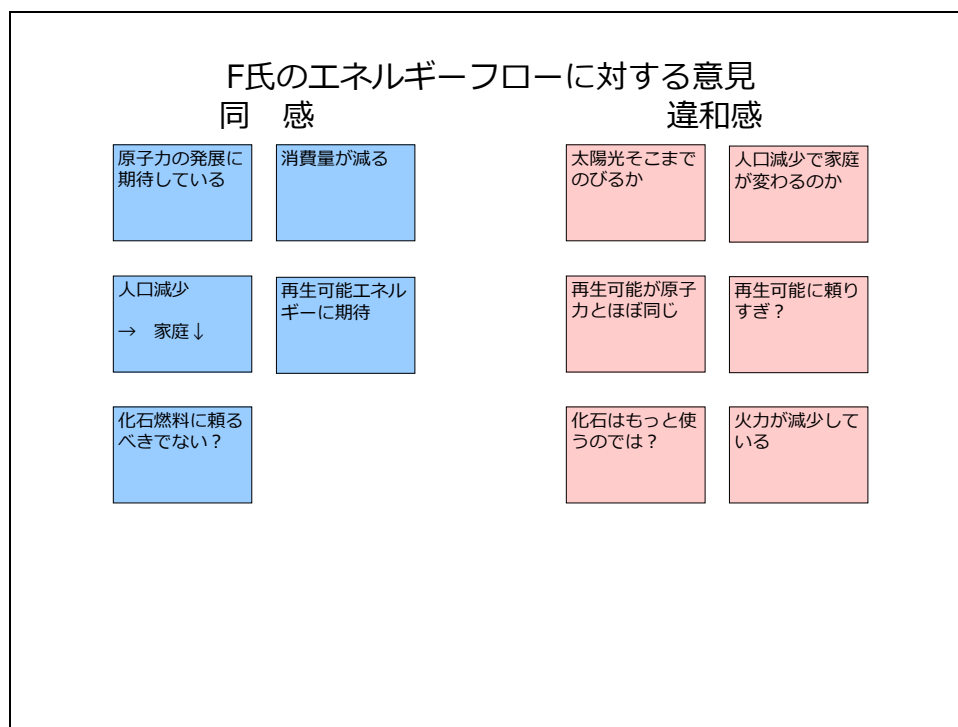 F氏のエネルギーフローに対する意見
同　感
違和感
原子力の発展に
期待している
消費量が減る
人口減少
→　家庭↓
再生可能エネル
ギーに期待
化石燃料に頼る
べきでない？
太陽光そこまで
のびるか
人口減少で家庭
が変わるのか
再生可能が原子
力とほぼ同じ
再生可能に頼り
すぎ？
化石はもっと使
うのでは？
火力が減少して
いる